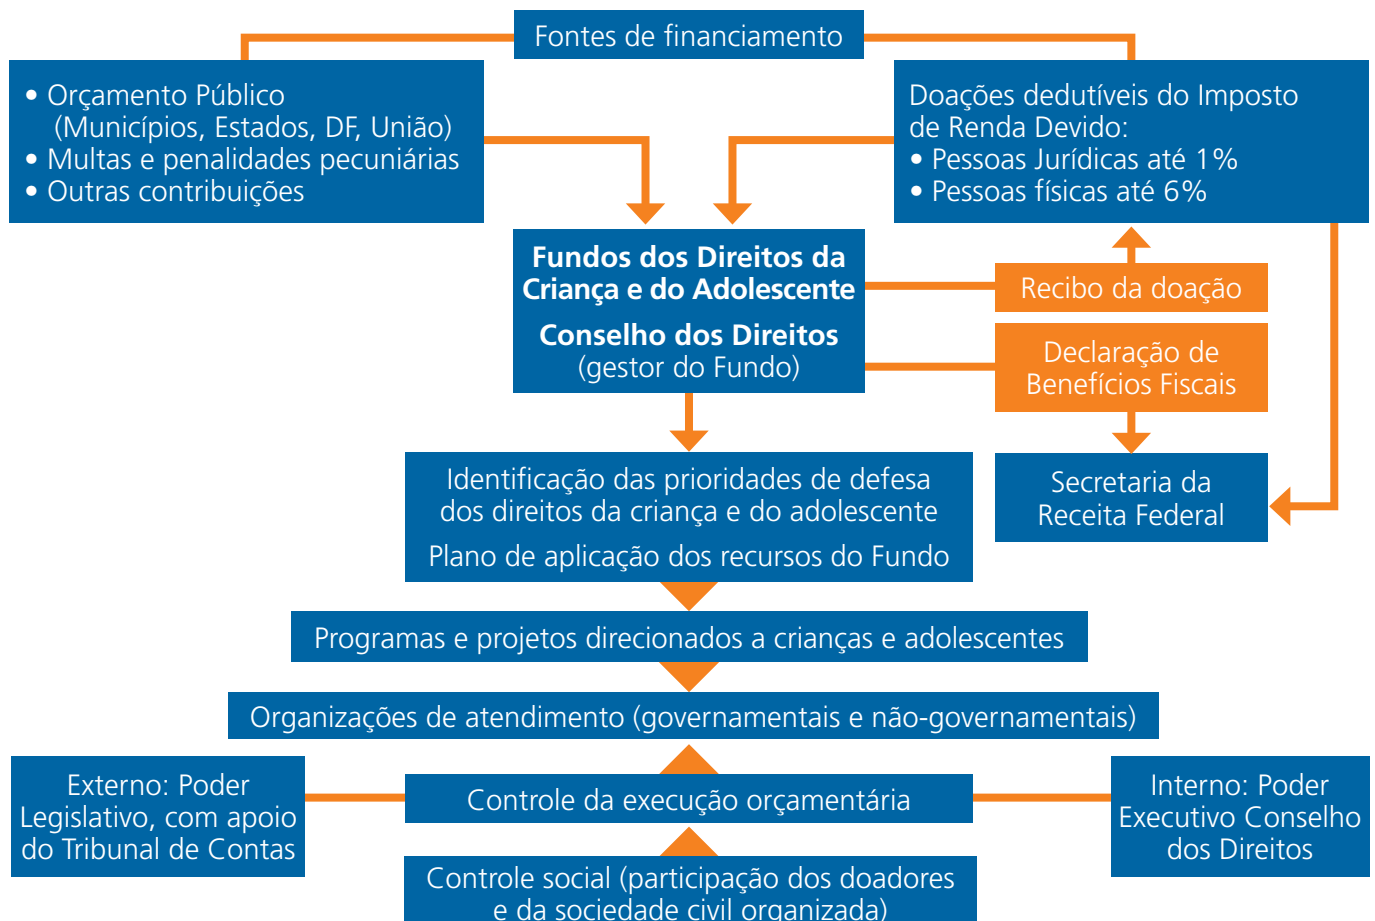 Fontes de financiamento
• Orçamento Público
(Municípios, Estados, DF, União)
• Multas e penalidades pecuniárias
• Outras contribuições
Doações dedutíveis do Imposto
de Renda Devido:
• Pessoas Jurídicas até 1%
• Pessoas físicas até 6%
Fundos dos Direitos da
Criança e do Adolescente
Conselho dos Direitos
(gestor do Fundo)
Recibo da doação
Declaração de
Benefícios Fiscais
Secretaria da
Receita Federal
Identificação das prioridades de defesa
dos direitos da criança e do adolescente
Plano de aplicação dos recursos do Fundo
Programas e projetos direcionados a crianças e adolescentes
Organizações de atendimento (governamentais e não-governamentais)
Externo: Poder
Legislativo, com apoio
do Tribunal de Contas
Controle da execução orçamentária
Interno: Poder
Executivo Conselho
dos Direitos
Controle social (participação dos doadores
e da sociedade civil organizada)